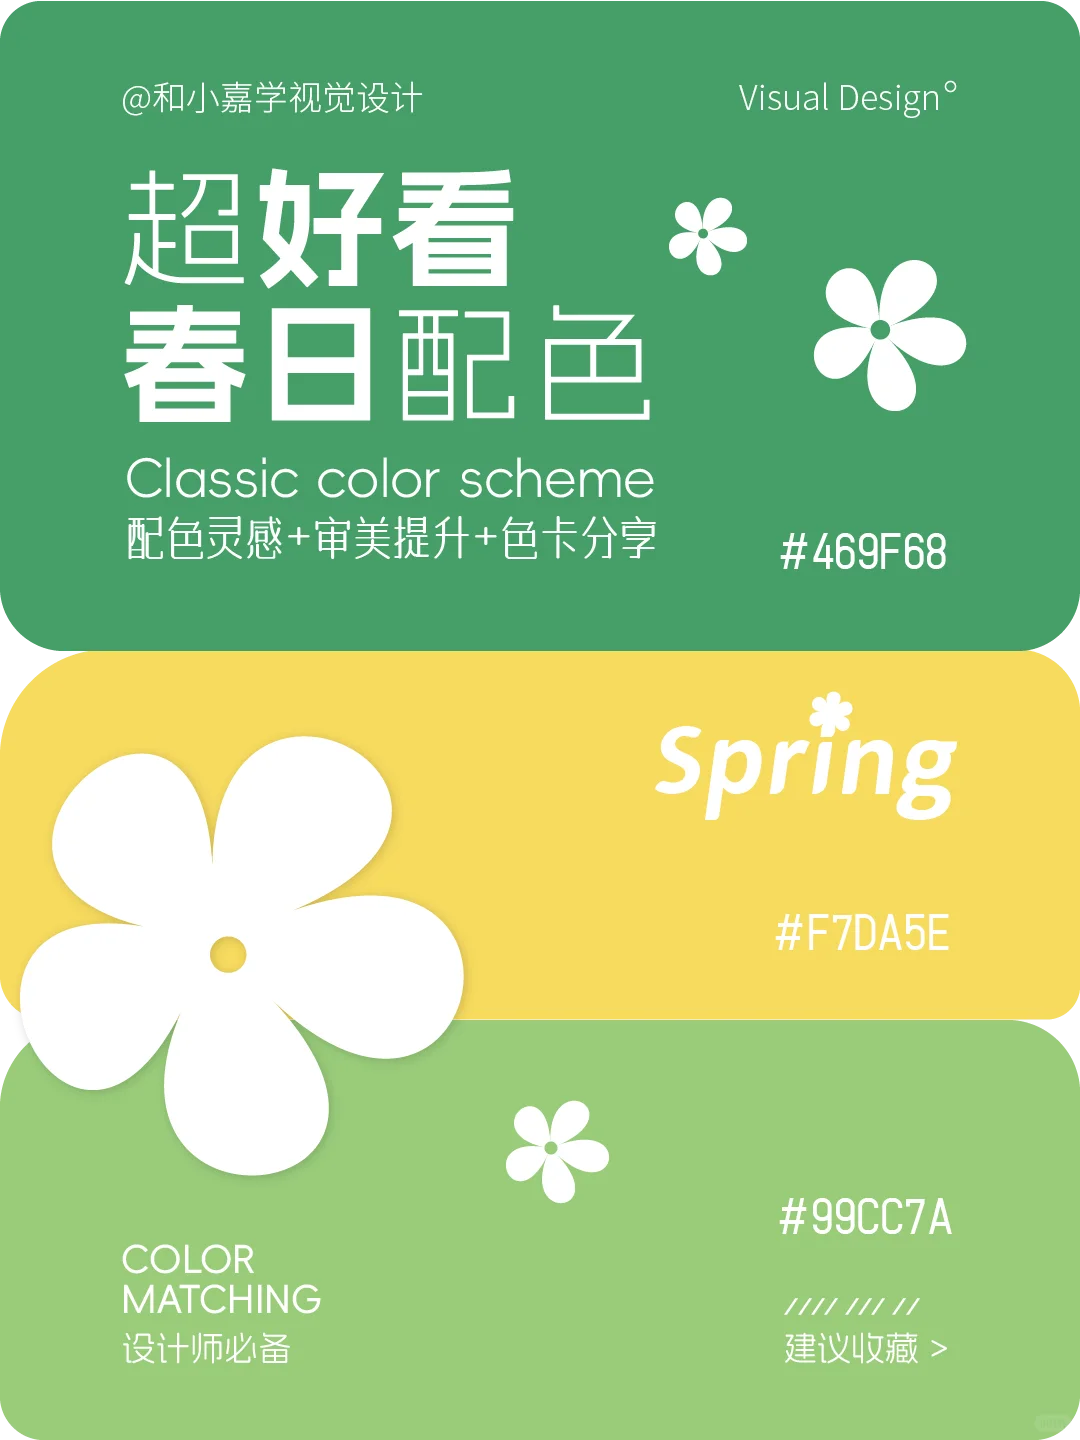 @和小嘉学视觉设计
Visual Design°
超好看
春日配色
Classic color scheme
配色灵感+审美提升+色卡分享
#469F68
Spring
#F7DA5E
#99CC7A
COLOR
MATCHING
设计师必备
//// //// //
建议收藏 >